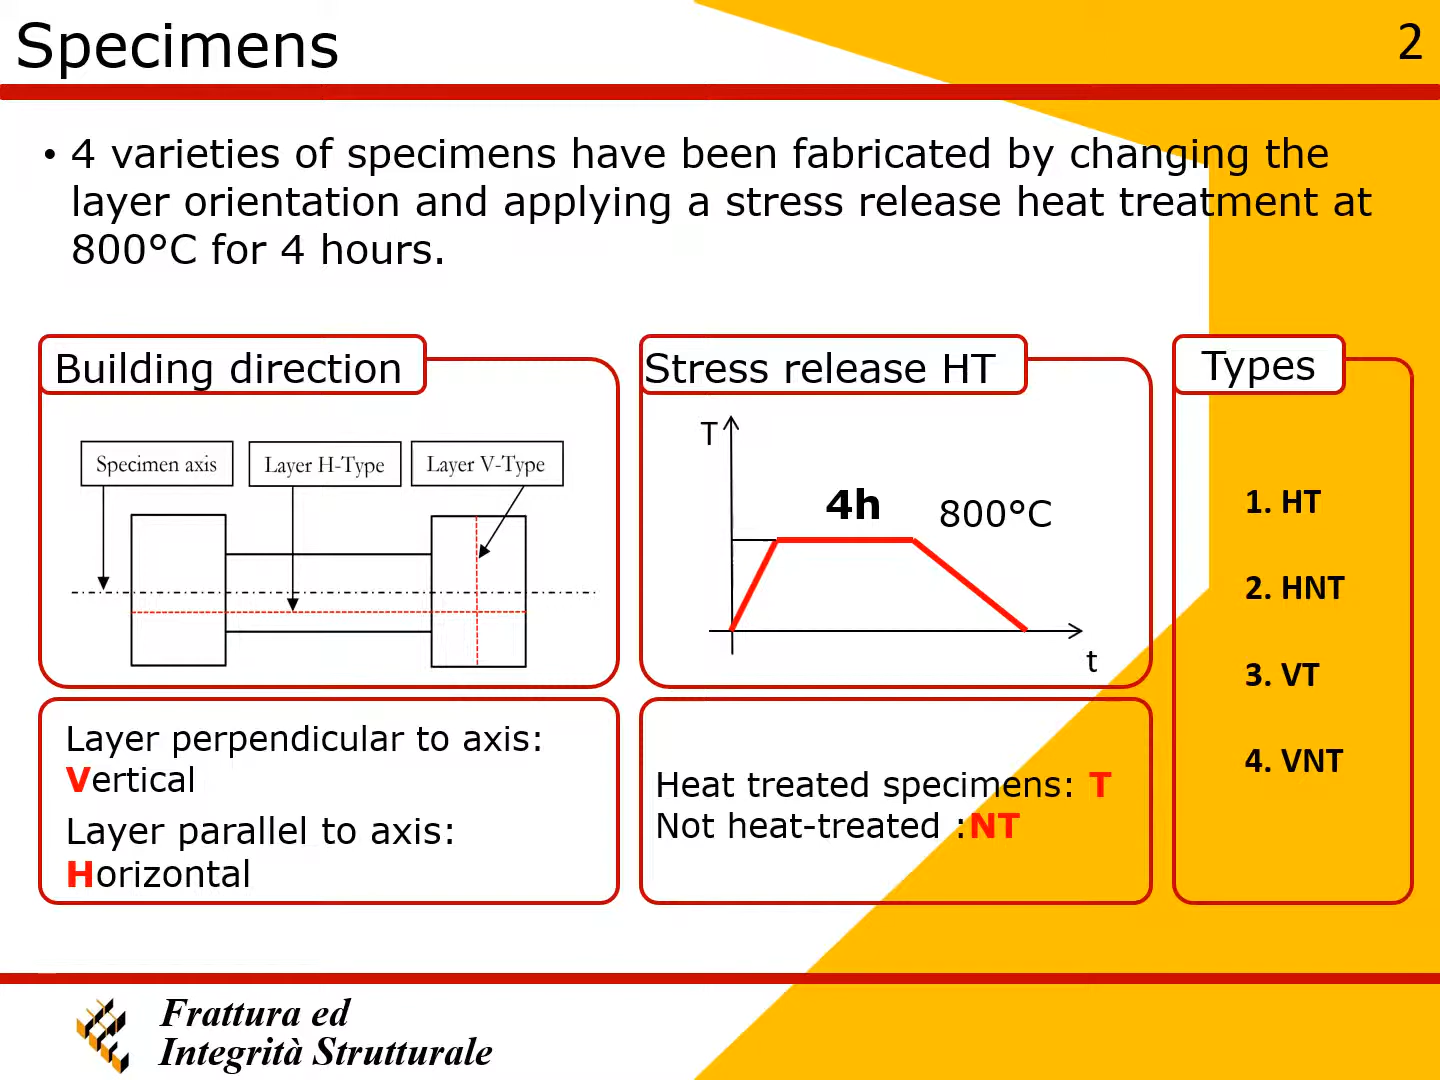 Specimens
2
• 4 varieties of specimens have been fabricated by changing the
layer orientation and applying a stress release heat treatment at
800°C for 4 hours.
Building direction
Specimen axis
Layer H-Type
Layer V-Type
Layer perpendicular to axis:
Vertical
Layer parallel to axis:
Horizontal
Stress release HT
T
4h
800°C
t
Heat treated specimens: T
Not heat-treated :NT
Types
1. HT
2. HNT
3. VT
4. VNT
Frattura ed
Integrità Strutturale